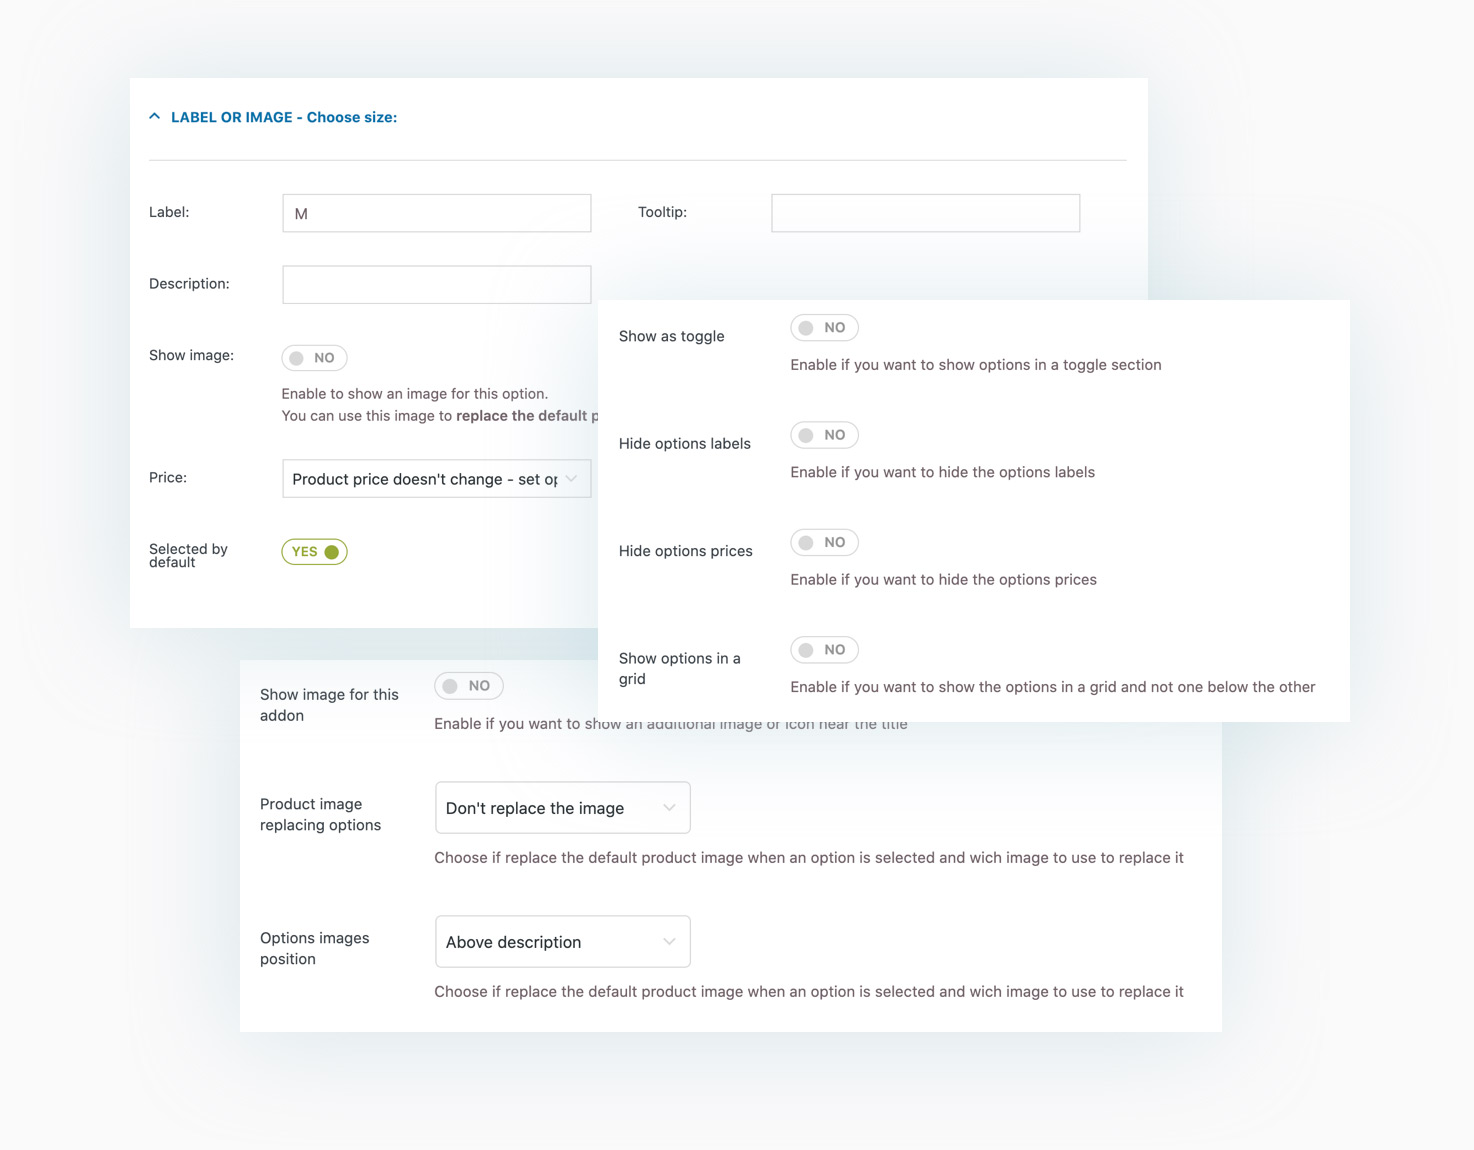 LABEL OR IMAGE - Choose size:
Label: M Tooltip:
Description:
Show image: NO
Enable to show an image for this option.
You can use this image to replace the default
Price: Product price doesn't change - set
Selected by
default
YES
Show as toggle NO
Enable if you want to show options in a toggle section
Hide options labels NO
Enable if you want to hide the options labels
Hide options prices NO
Enable if you want to hide the options prices
Show options in a
grid
NO
Enable if you want to show the options in a grid and not one below the other
Show image for this
addon
NO
Enable if you want to show an additional image or icon near the title
Product image
replacing options
Don't replace the image
Choose if replace the default product image when an option is selected and wich image to use to replace it
Options images
position
Above description
Choose if replace the default product image when an option is selected and wich image to use to replace it